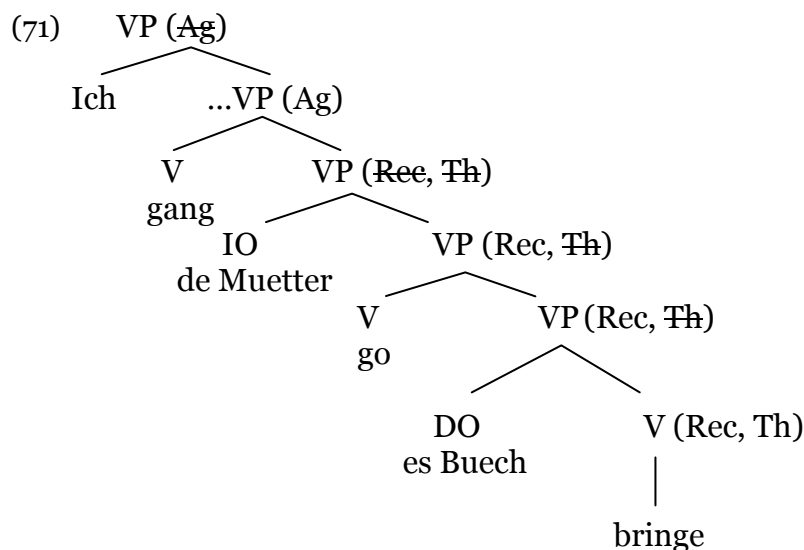 (71) VP (Ag)
Ich ...VP (Ag)
V VP (Rec, Th)
gang
IO VP (Rec, Th)
de Muetter
V VP (Rec, Th)
go
DO V (Rec, Th)
es Buech
bringe